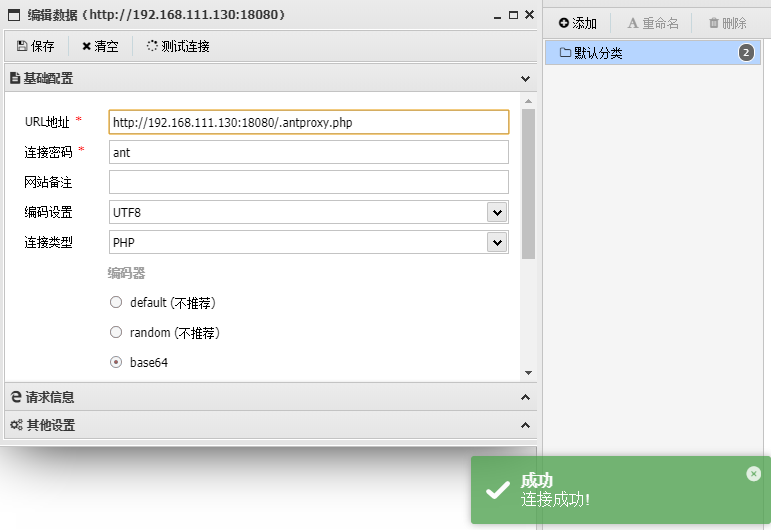 编辑数据（http://192.168.111.130:18080）
保存 清空 测试连接
添加 重命名 删除
默认分类 2
基础配置
URL地址 * http://192.168.111.130:18080/.antproxy.php
连接密码 * ant
网站备注
编码设置 UTF8
连接类型 PHP
编码器
default (不推荐)
random (不推荐)
base64
请求信息
其他设置
成功
连接成功!